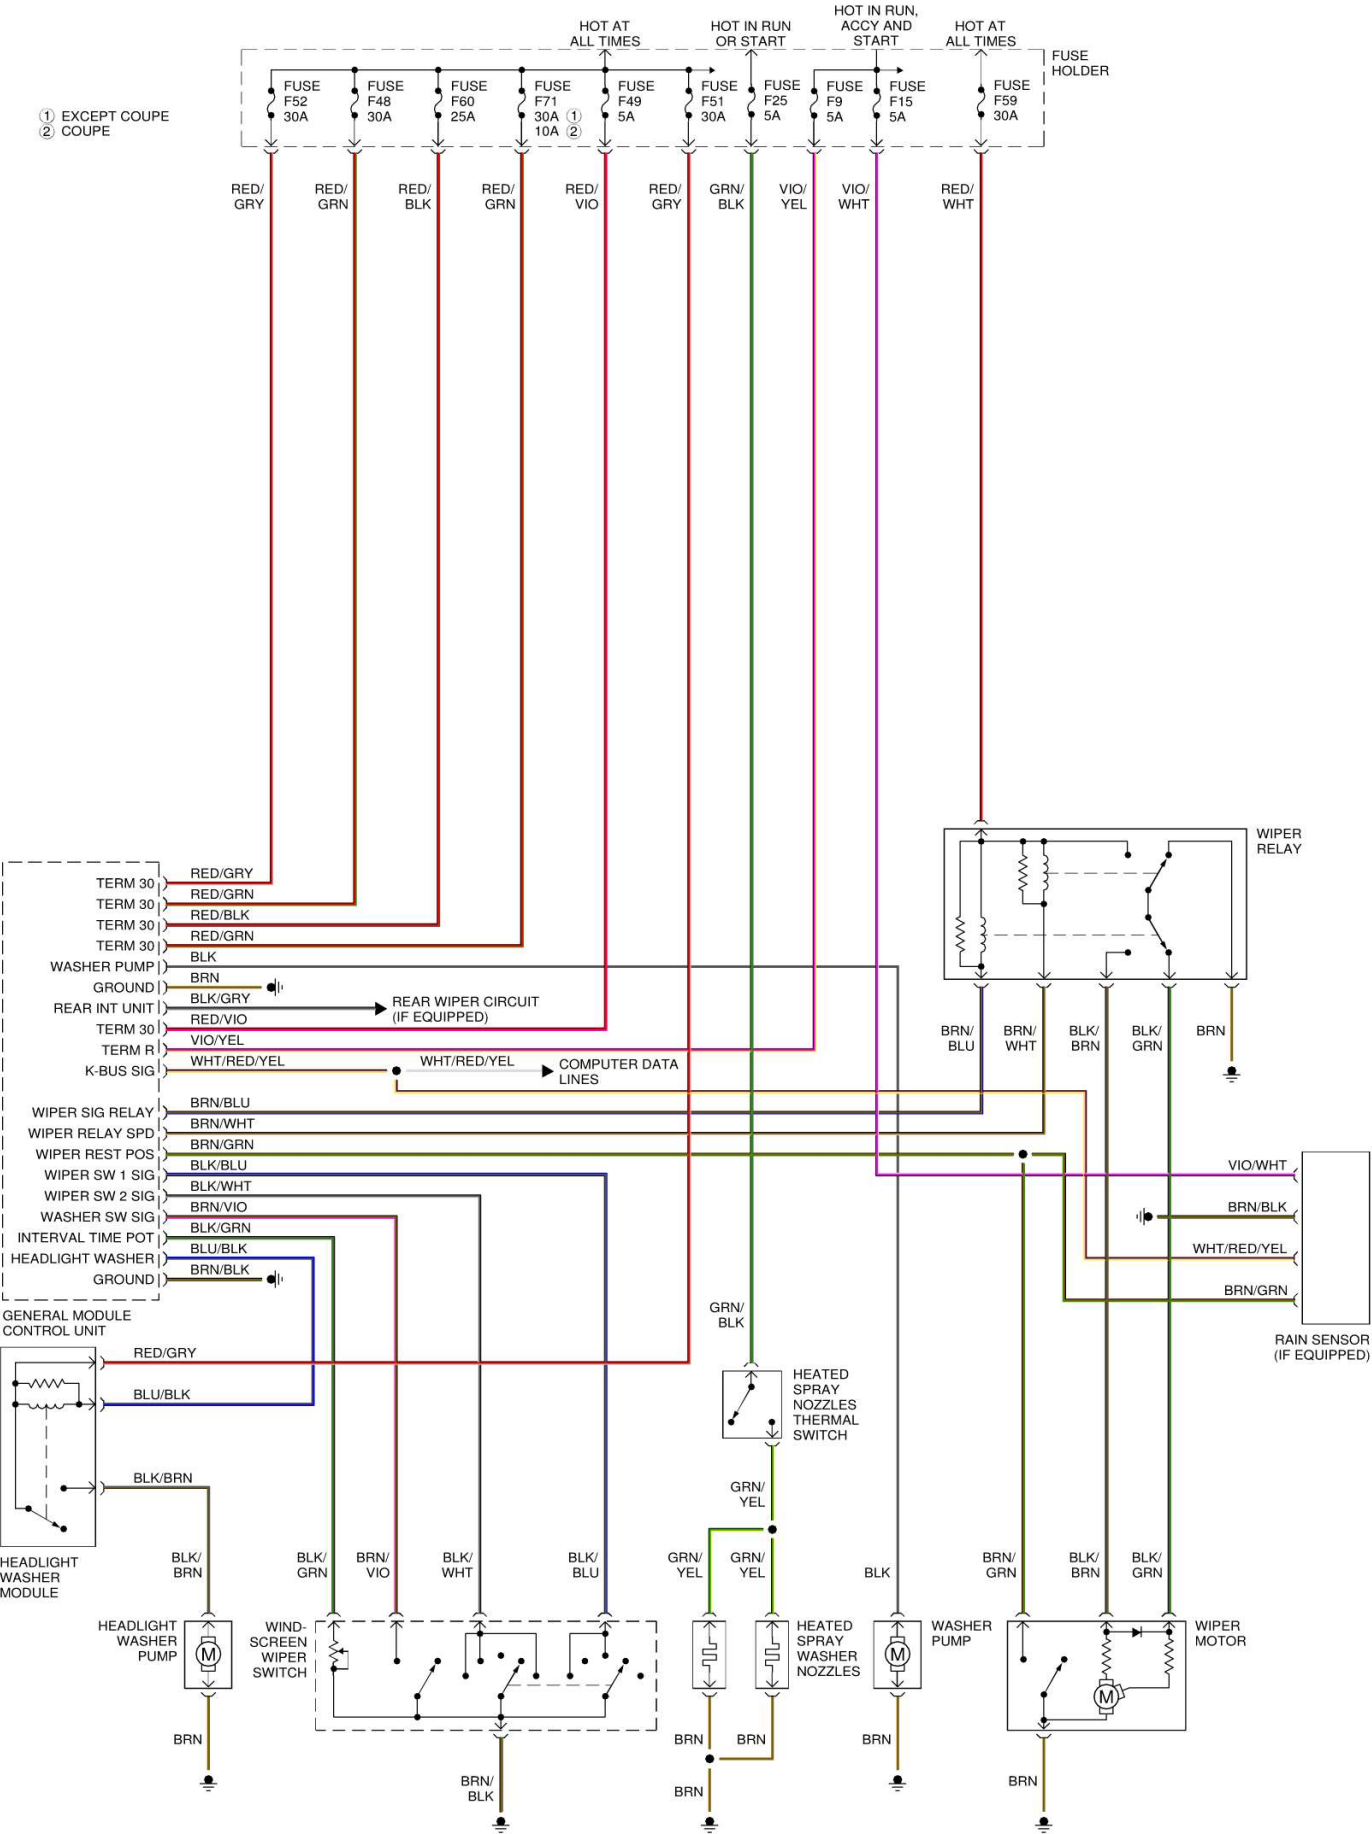 HOT AT
ALL TIMES
HOT IN RUN
OR START
HOT IN RUN,
ACCY AND
START
HOT AT
ALL TIMES
FUSE
HOLDER
① EXCEPT COUPE
② COUPE
FUSE
F52
30A
FUSE
F48
30A
FUSE
F60
25A
FUSE
F71
30A ①
10A ②
FUSE
F49
5A
FUSE
F51
30A
FUSE
F25
5A
FUSE
F9
5A
FUSE
F15
5A
FUSE
F59
30A
RED/
GRY
RED/
GRN
RED/
BLK
RED/
GRN
RED/
VIO
RED/
GRY
GRN/
BLK
VIO/
YEL
VIO/
WHT
RED/
WHT
WIPER
RELAY
TERM 30 RED/GRY
TERM 30 RED/GRN
TERM 30 RED/BLK
TERM 30 RED/GRN
WASHER PUMP BLK
GROUND BRN
REAR INT UNIT BLK/GRY
REAR WIPER CIRCUIT
(IF EQUIPPED)
TERM 30 RED/VIO
TERM R VIO/YEL
K-BUS SIG WHT/RED/YEL WHT/RED/YEL
COMPUTER DATA
LINES
WIPER SIG RELAY BRN/BLU
WIPER RELAY SPD BRN/WHT
WIPER REST POS BRN/GRN
WIPER SW 1 SIG BLK/BLU
WIPER SW 2 SIG BLK/WHT
WASHER SW SIG BRN/VIO
INTERVAL TIME POT BLK/GRN
HEADLIGHT WASHER BLU/BLK
GROUND BRN/BLK
GENERAL MODULE
CONTROL UNIT
BRN/
BLU
BRN/
WHT
BLK/
BRN
BLK/
GRN
BRN
VIO/WHT
BRN/BLK
WHT/RED/YEL
BRN/GRN
RAIN SENSOR
(IF EQUIPPED)
RED/GRY
BLU/BLK
BLK/BRN
HEADLIGHT
WASHER
MODULE
GRN/
BLK
HEATED
SPRAY
NOZZLES
THERMAL
SWITCH
GRN/
YEL
BLK/
BRN
BLK/
GRN
BRN/
VIO
BLK/
WHT
BLK/
BLU
GRN/
YEL
GRN/
YEL
BLK
BRN/
GRN
BLK/
BRN
BLK/
GRN
HEADLIGHT
WASHER
PUMP
M
WIND-
SCREEN
WIPER
SWITCH
HEATED
SPRAY
WASHER
NOZZLES
M
WASHER
PUMP
M
WIPER
MOTOR
BRN
BRN/
BLK
BRN
BRN
BRN
BRN
BRN